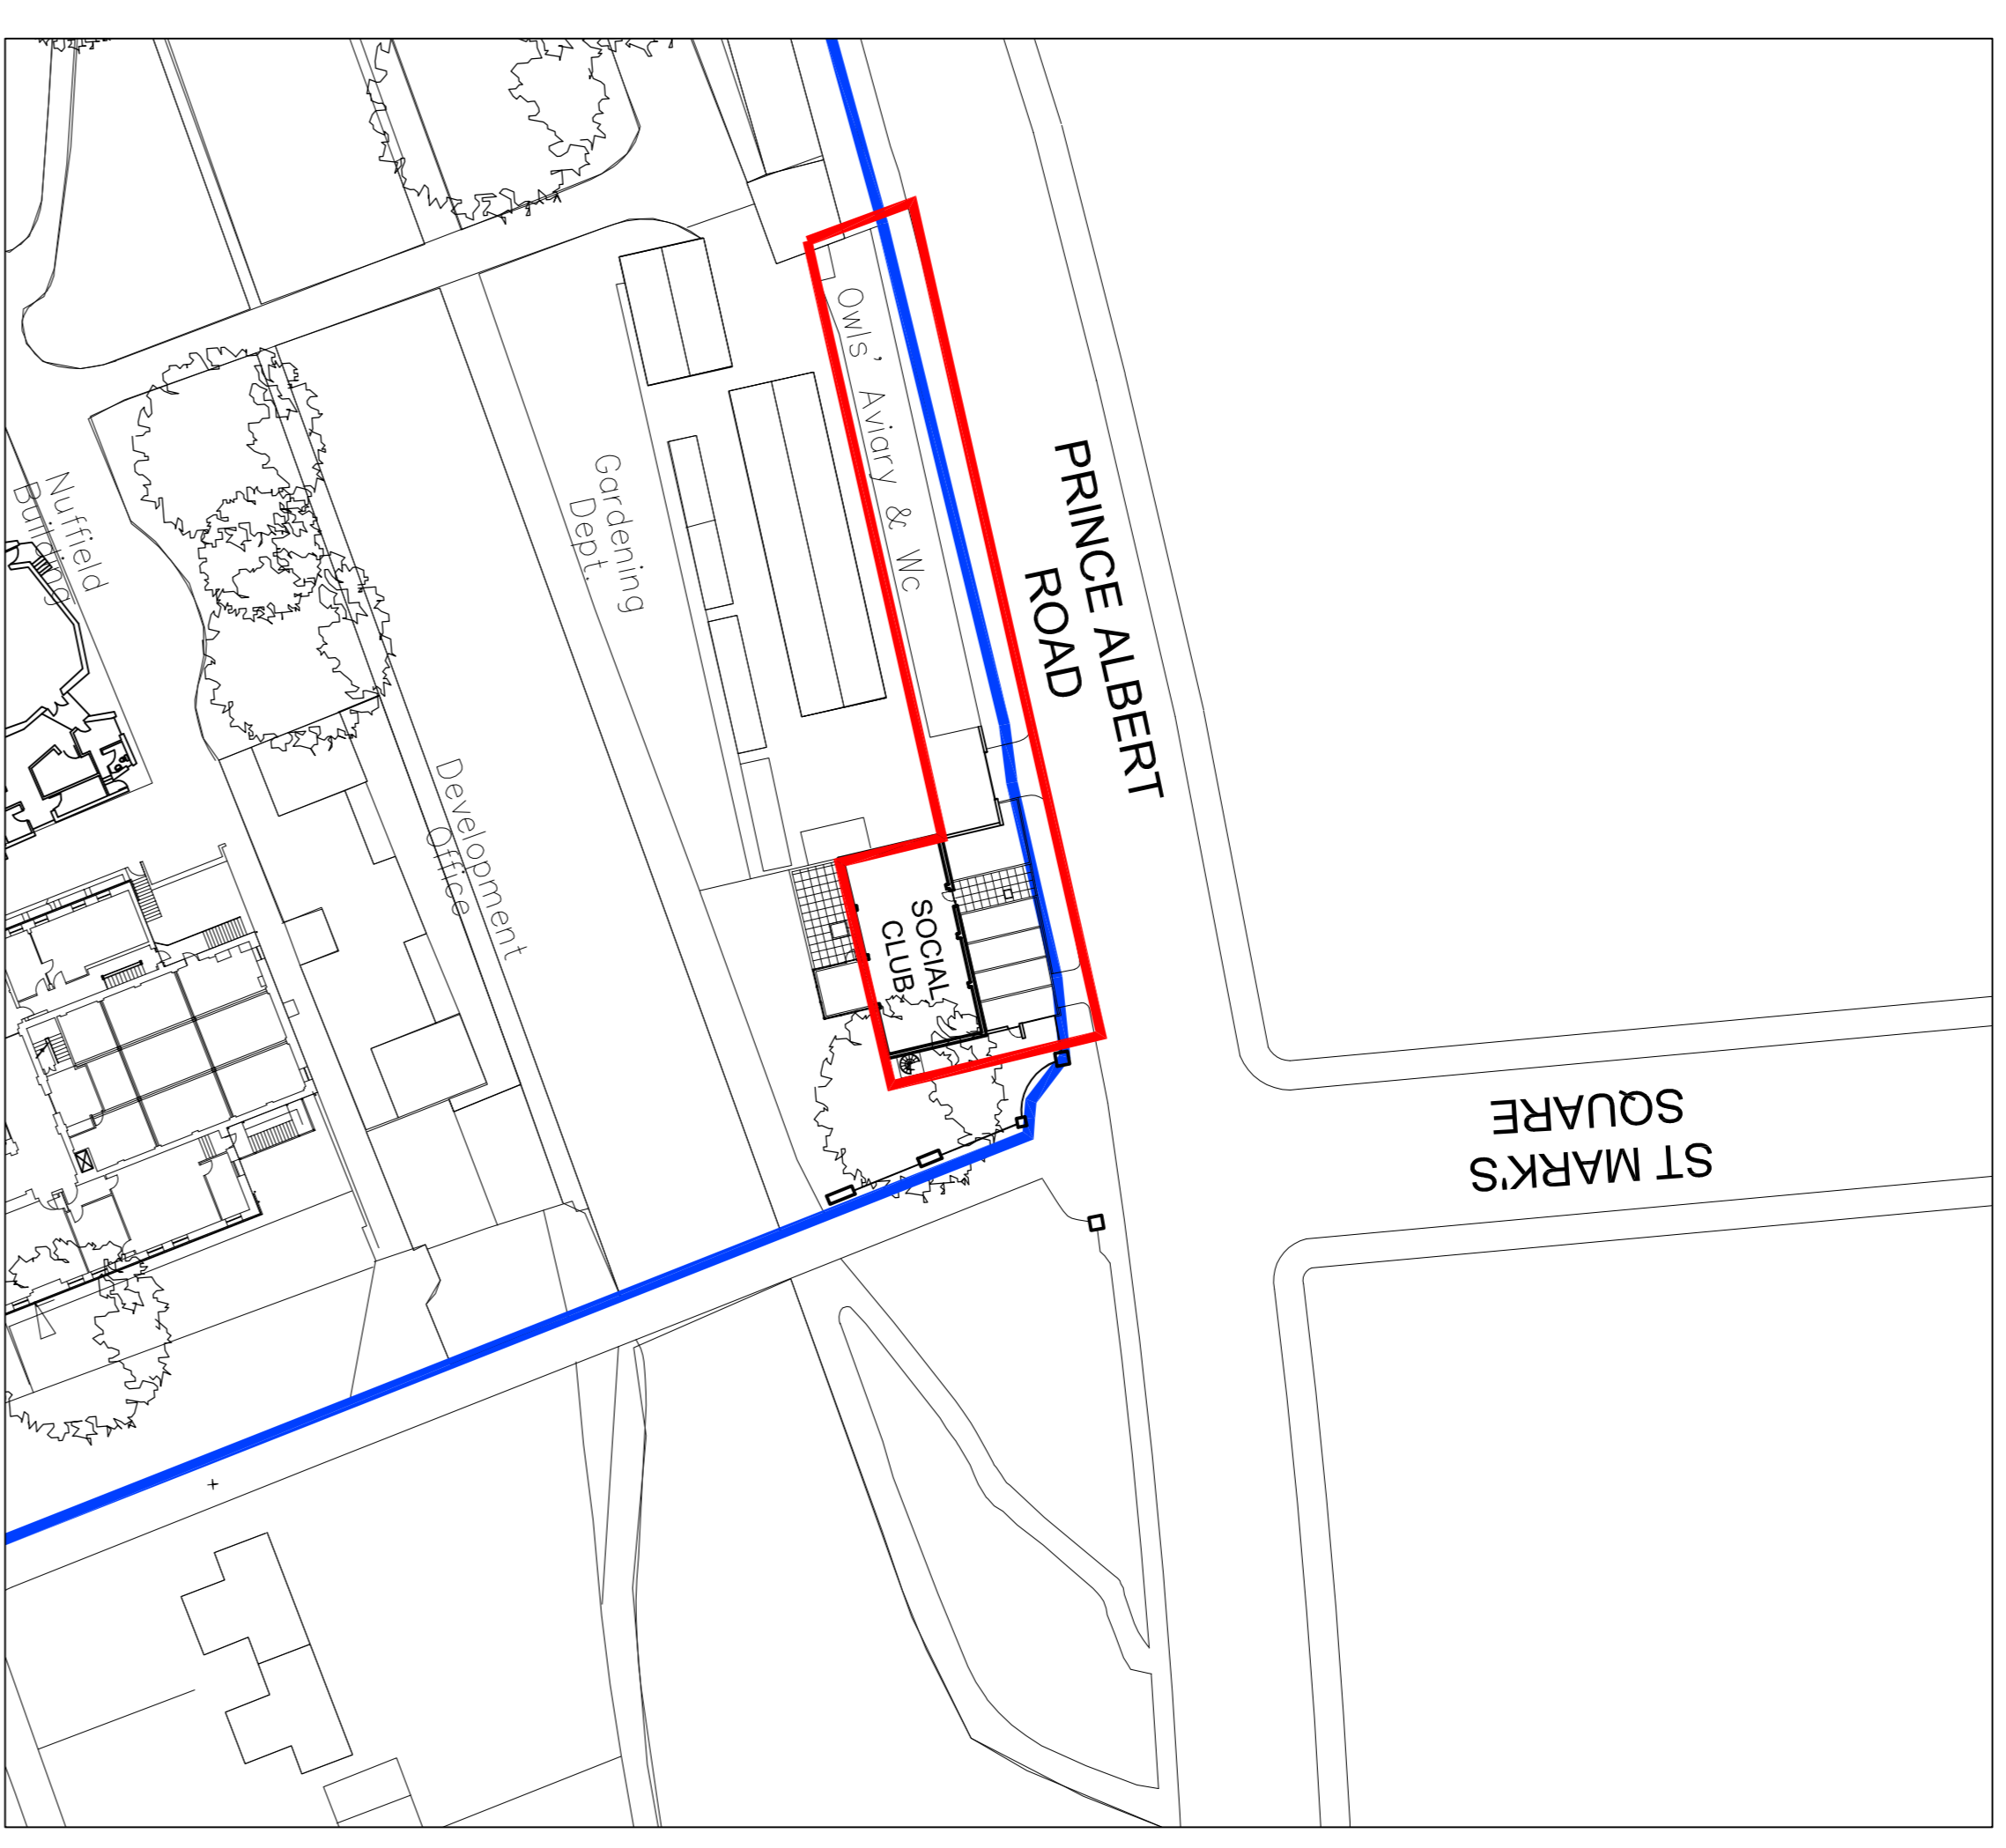 Owls' Aviary & Wc
PRINCE ALBERT
ROAD
Gardening
Dept.
Nuffield
Building
Development
Office
SOCIAL
CLUB
ST MARK'S
SQUARE